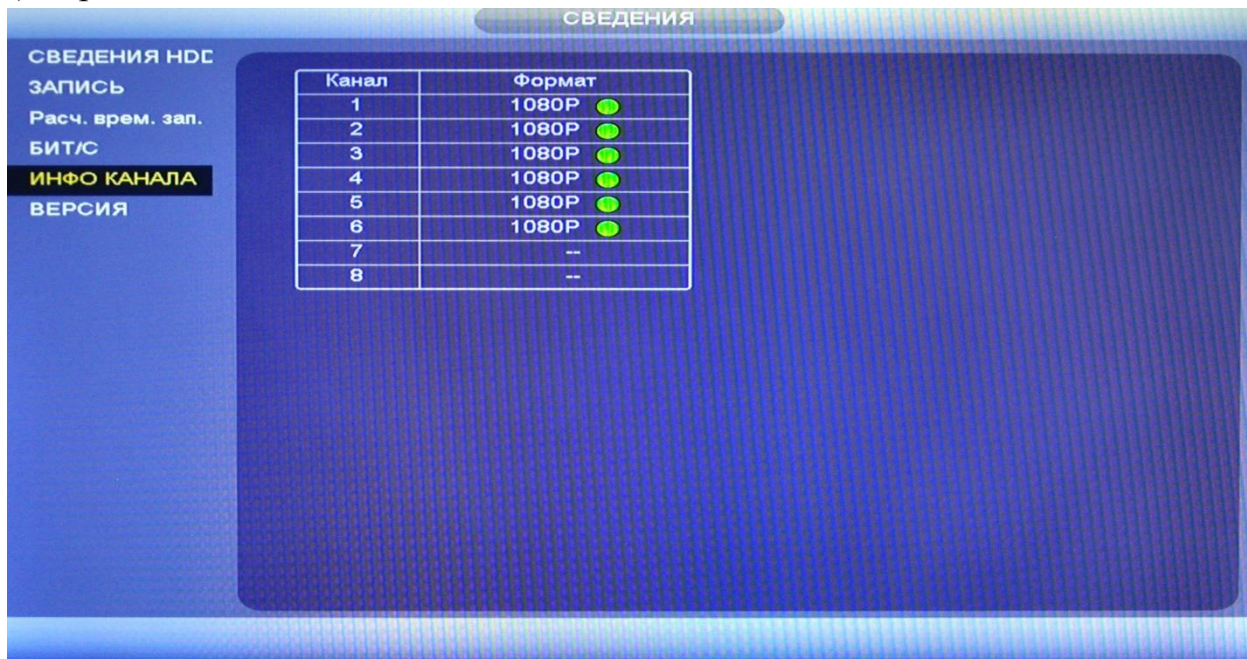 СВЕДЕНИЯ
СВЕДЕНИЯ HDD
ЗАПИСЬ
Расч. врем. зап.
БИТ/С
ИНФО КАНАЛА
ВЕРСИЯ
Канал Формат
1 1080P
2 1080P
3 1080P
4 1080P
5 1080P
6 1080P
7 --
8 --